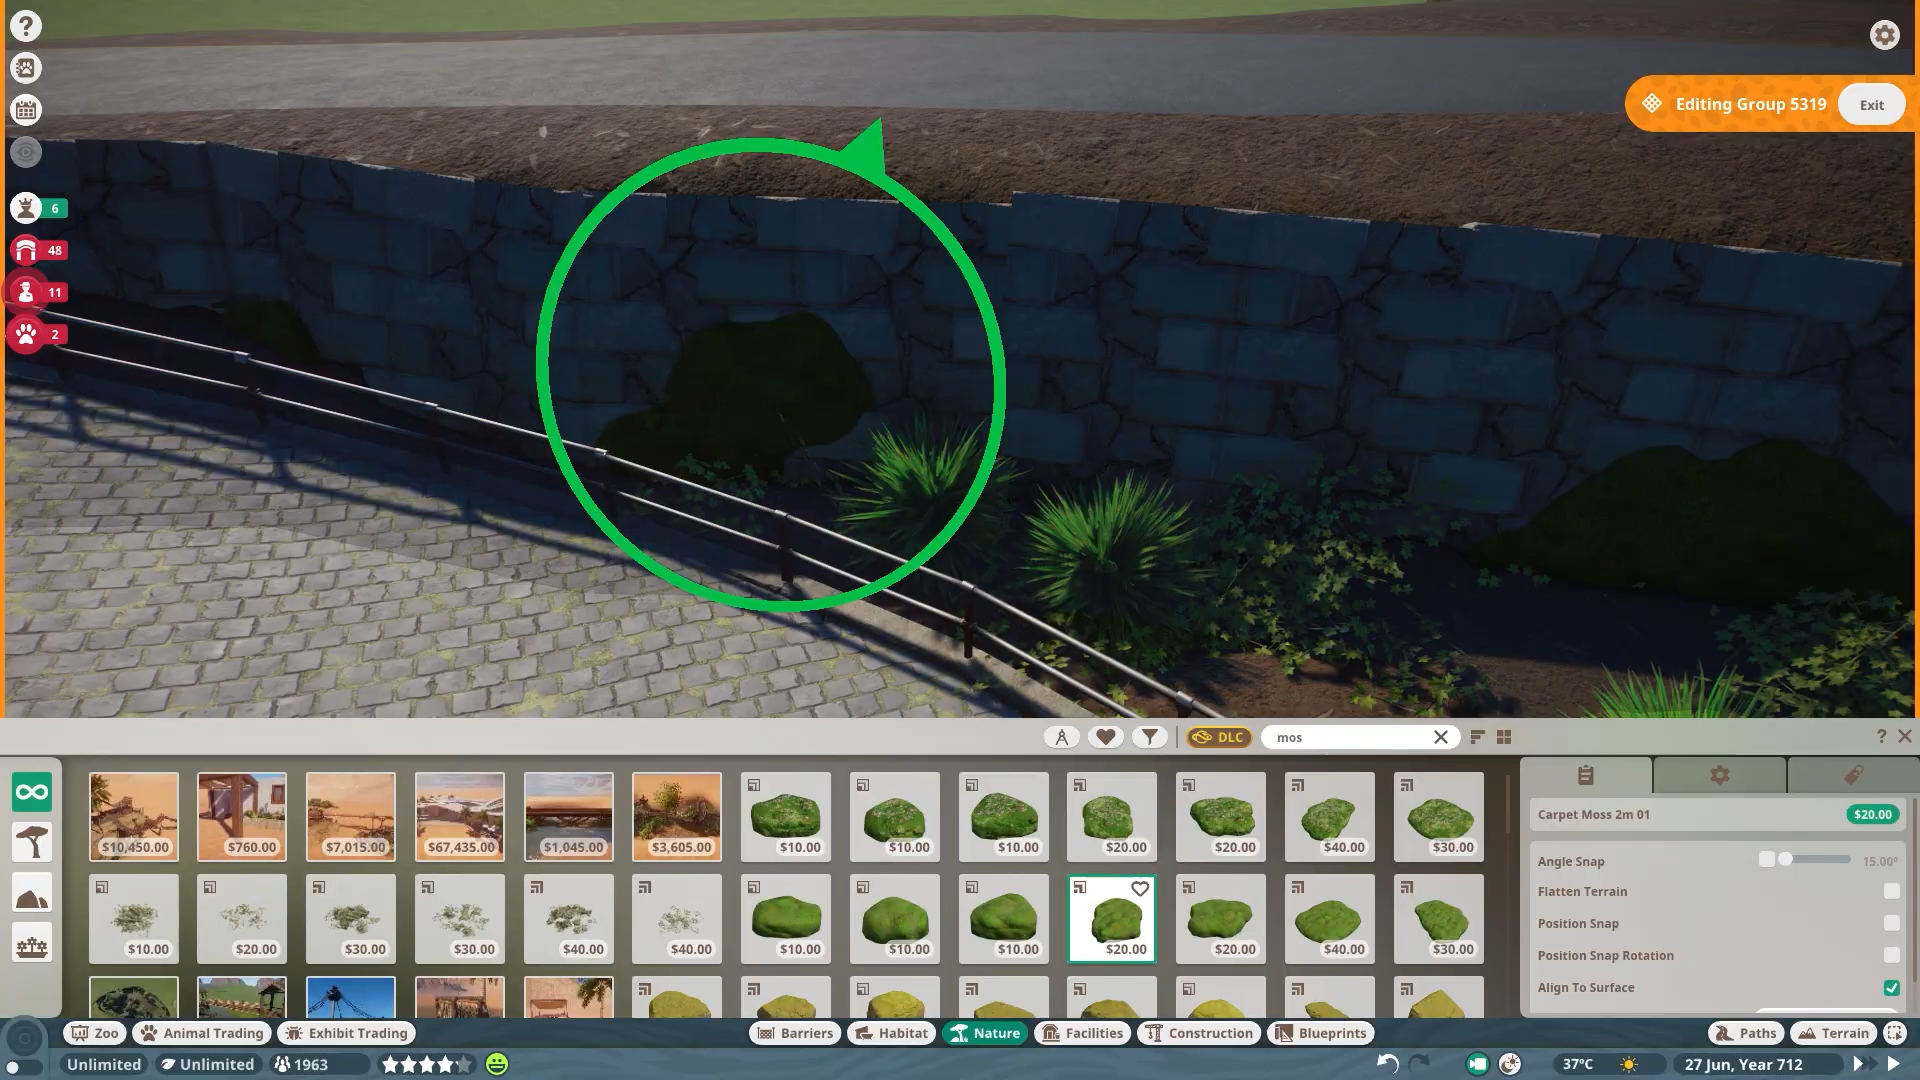 ?
Editing Group 5319 Exit
6
48
11
2
DLC mos
?
$10,450.00 $760.00 $7,015.00 $67,435.00 $1,045.00 $3,605.00 $10.00 $10.00 $10.00 $20.00 $20.00 $40.00 $30.00
$10.00 $20.00 $30.00 $30.00 $40.00 $40.00 $10.00 $10.00 $10.00 $20.00 $20.00 $40.00 $30.00
Carpet Moss 2m 01 $20.00
Angle Snap 15.00°
Flatten Terrain
Position Snap
Position Snap Rotation
Align To Surface
Zoo Animal Trading Exhibit Trading Barriers Habitat Nature Facilities Construction Blueprints Paths Terrain
Unlimited Unlimited 1963 37°C 27 Jun, Year 712